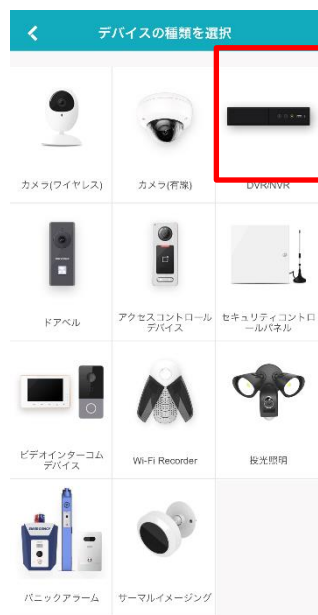 デバイスの種類を選択
カメラ(ワイヤレス)
カメラ(有線)
DVR/NVR
ドアベル
アクセスコントロール
デバイス
セキュリティコントロ
ールパネル
ビデオインターコム
デバイス
Wi-Fi Recorder
投光照明
パニックアラーム
サーマルイメージング